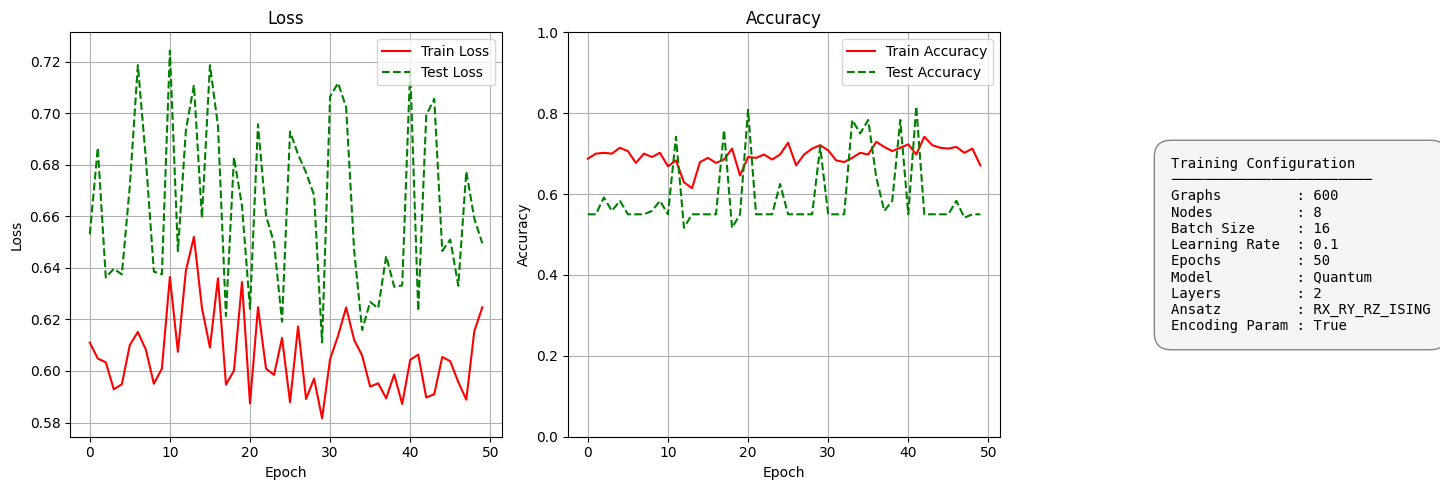 Loss
Train Loss
Test Loss
0.72
0.70
0.68
0.66
0.64
0.62
0.60
0.58
Loss
0
10
20
30
40
50
Epoch
Accuracy
Train Accuracy
Test Accuracy
1.0
0.8
0.6
0.4
0.2
0.0
Accuracy
0
10
20
30
40
50
Epoch
Training Configuration
Graphs : 600
Nodes : 8
Batch Size : 16
Learning Rate : 0.1
Epochs : 50
Model : Quantum
Layers : 2
Ansatz : RX_RY_RZ_ISING
Encoding Param : True